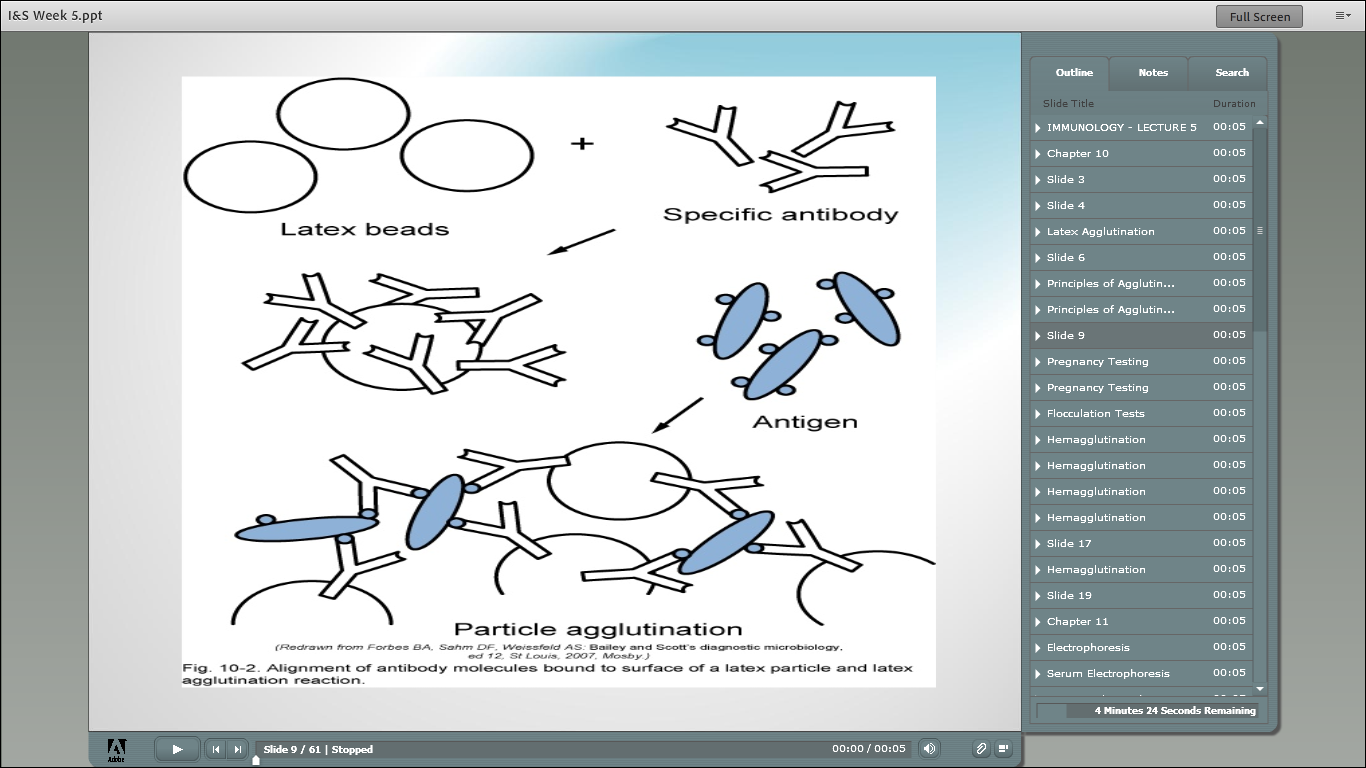 I&S Week 5.ppt
Full Screen
+
Latex beads
Specific antibody
Antigen
Particle agglutination
(Redrawn from Forbes BA, Sahm DF, Weissfeld AS: Bailey and Scott's diagnostic microbiology,
ed 12, St Louis, 2007, Mosby.)
Fig. 10-2. Alignment of antibody molecules bound to surface of a latex particle and latex
agglutination reaction.
Outline Notes Search
Slide Title Duration
IMMUNOLOGY - LECTURE 5 00:05
Chapter 10 00:05
Slide 3 00:05
Slide 4 00:05
Latex Agglutination 00:05
Slide 6 00:05
Principles of Agglutin... 00:05
Principles of Agglutin... 00:05
Slide 9 00:05
Pregnancy Testing 00:05
Pregnancy Testing 00:05
Flocculation Tests 00:05
Hemagglutination 00:05
Hemagglutination 00:05
Hemagglutination 00:05
Hemagglutination 00:05
Slide 17 00:05
Hemagglutination 00:05
Slide 19 00:05
Chapter 11 00:05
Electrophoresis 00:05
Serum Electrophoresis 00:05
4 Minutes 24 Seconds Remaining
Adobe
Slide 9 / 61 | Stopped
00:00 / 00:05